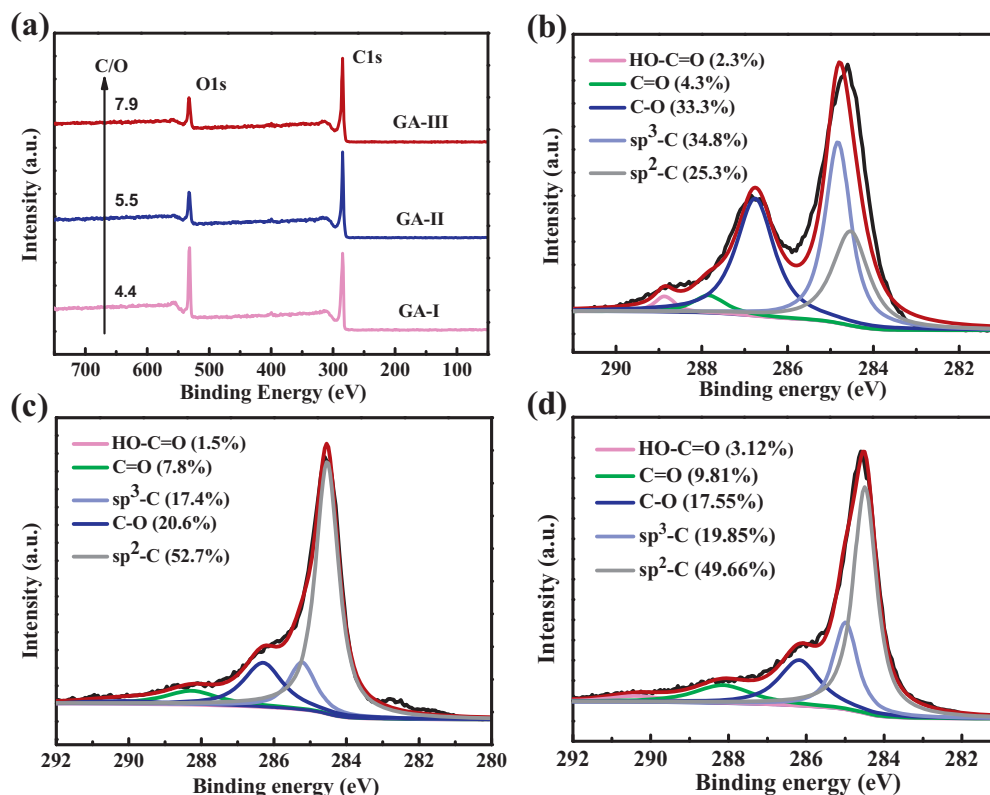 (a)
C/O
7.9
5.5
4.4
O1s
C1s
GA-III
GA-II
GA-I
Intensity (a.u.)
700 600 500 400 300 200 100
Binding Energy (eV)
(b)
HO-C=O (2.3%)
C=O (4.3%)
C-O (33.3%)
sp³-C (34.8%)
sp²-C (25.3%)
Intensity (a.u.)
290 288 286 284 282
Binding energy (eV)
(c)
HO-C=O (1.5%)
C=O (7.8%)
sp³-C (17.4%)
C-O (20.6%)
sp²-C (52.7%)
Intensity (a.u.)
292 290 288 286 284 282 280
Binding energy (eV)
(d)
HO-C=O (3.12%)
C=O (9.81%)
C-O (17.55%)
sp³-C (19.85%)
sp²-C (49.66%)
Intensity (a.u.)
292 290 288 286 284 282
Binding energy (eV)